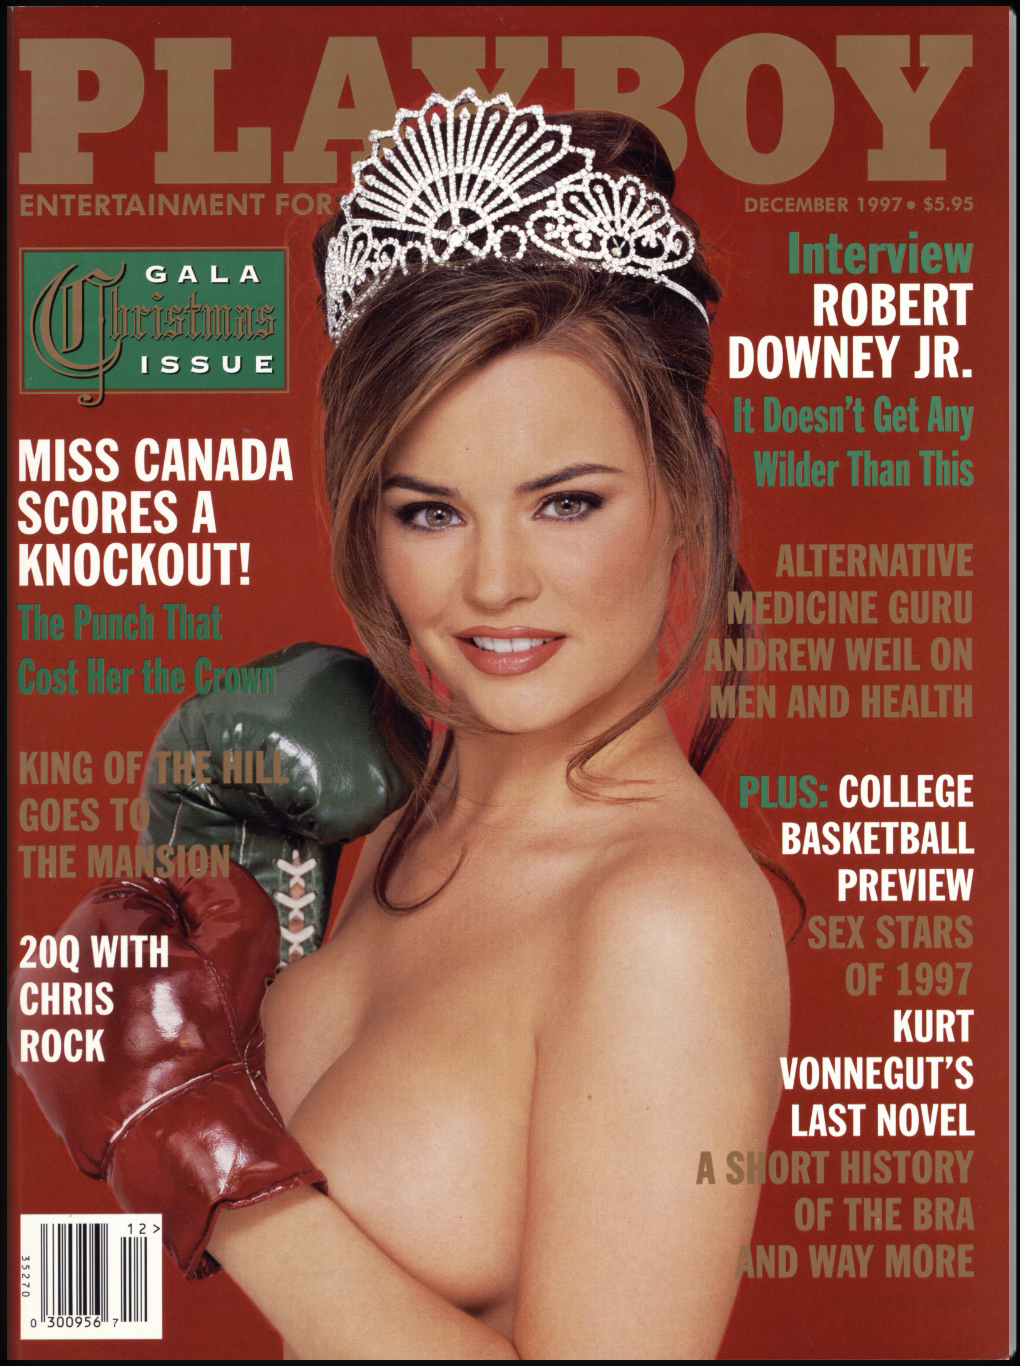 PLAYBOY
ENTERTAINMENT FOR
DECEMBER 1997 • $5.95
GALA
Christmas
ISSUE
MISS CANADA
SCORES A
KNOCKOUT!
The Punch That
Cost Her the Crown
KING OF THE HILL
GOES TO
THE MANSION
20Q WITH
CHRIS
ROCK
Interview
ROBERT
DOWNEY JR.
It Doesn't Get Any
Wilder Than This
ALTERNATIVE
MEDICINE GURU
ANDREW WEIL ON
MEN AND HEALTH
PLUS: COLLEGE
BASKETBALL
PREVIEW
SEX STARS
OF 1997
KURT
VONNEGUT'S
LAST NOVEL
A SHORT HISTORY
OF THE BRA
AND WAY MORE
12>
35270
0 300956 7